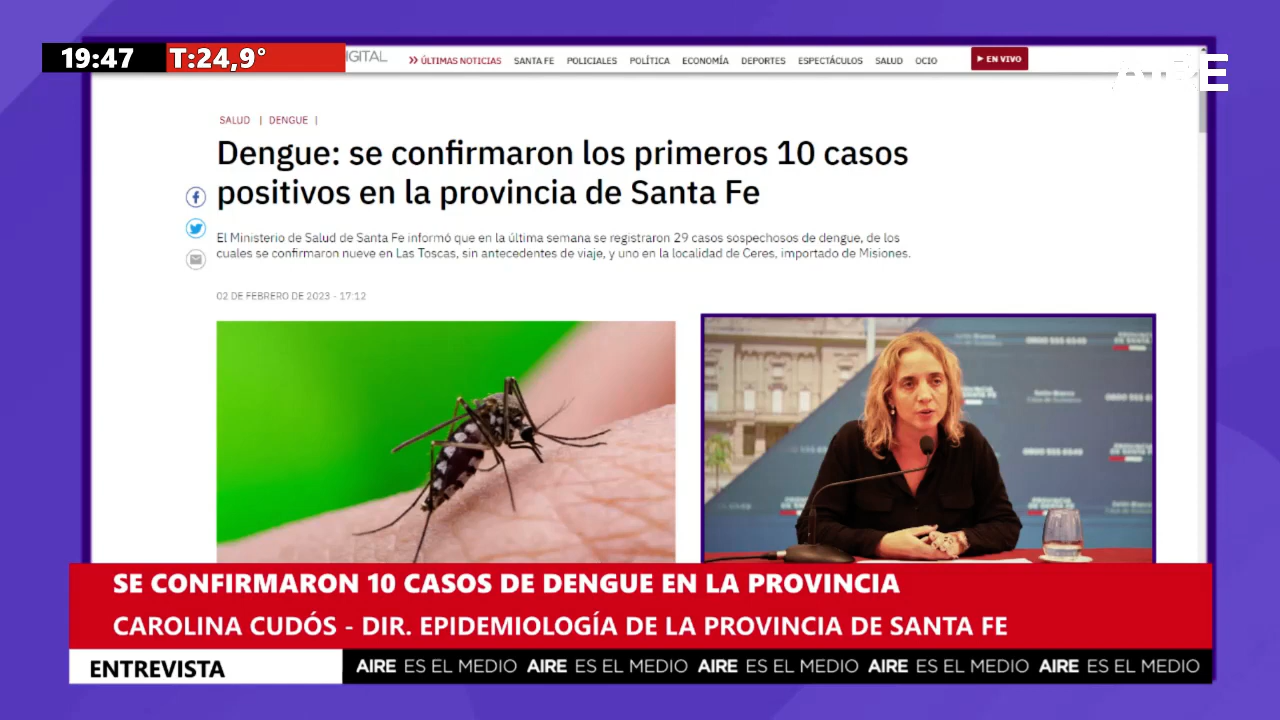 19:47 T:24,9°
AIRE
IGITAL
ÚLTIMAS NOTICIAS SANTA FE POLICIALES POLÍTICA ECONOMÍA DEPORTES ESPECTÁCULOS SALUD OCIO EN VIVO
SALUD | DENGUE |
Dengue: se confirmaron los primeros 10 casos
positivos en la provincia de Santa Fe
El Ministerio de Salud de Santa Fe informó que en la última semana se registraron 29 casos sospechosos de dengue, de los
cuales se confirmaron nueve en Las Toscas, sin antecedentes de viaje, y uno en la localidad de Ceres, importado de Misiones.
02 DE FEBRERO DE 2023 - 17:12
SE CONFIRMARON 10 CASOS DE DENGUE EN LA PROVINCIA
CAROLINA CUDÓS - DIR. EPIDEMIOLOGÍA DE LA PROVINCIA DE SANTA FE
ENTREVISTA
AIRE ES EL MEDIO AIRE ES EL MEDIO AIRE ES EL MEDIO AIRE ES EL MEDIO AIRE ES EL MEDIO